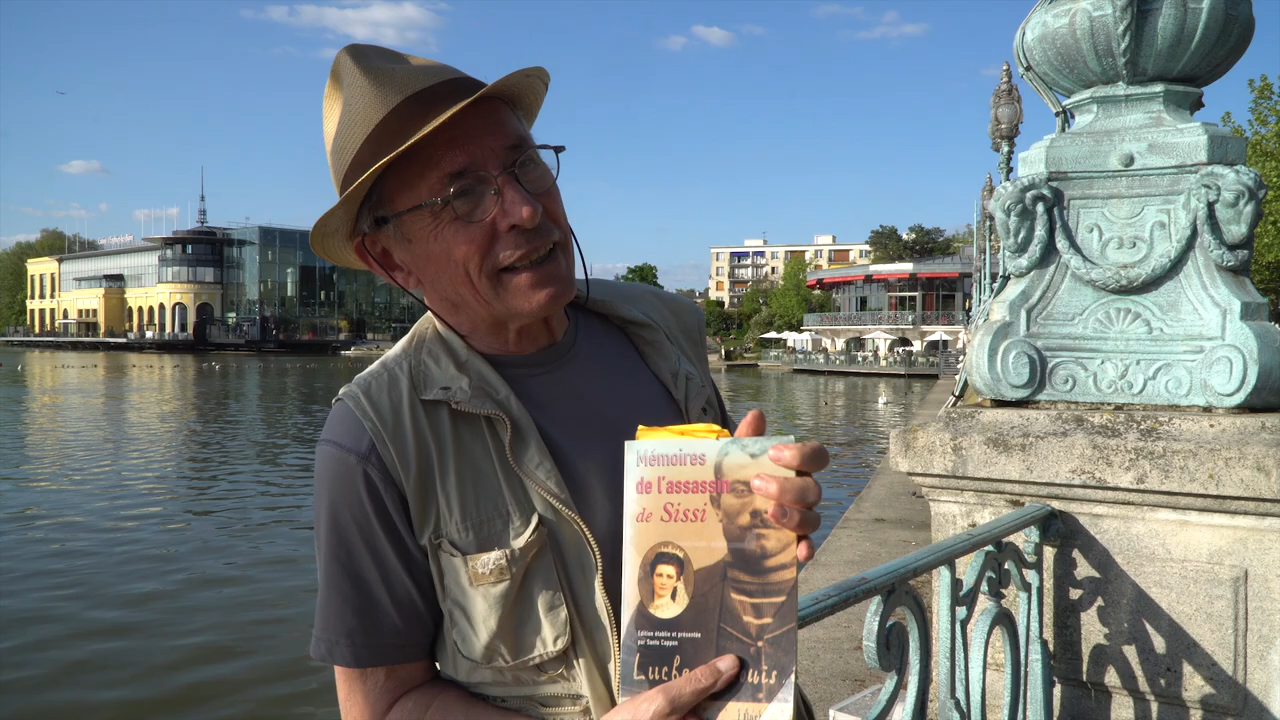 Mémoires
de l'assassin
de Sissi
Edition établie et présentée
par Santo Cappon